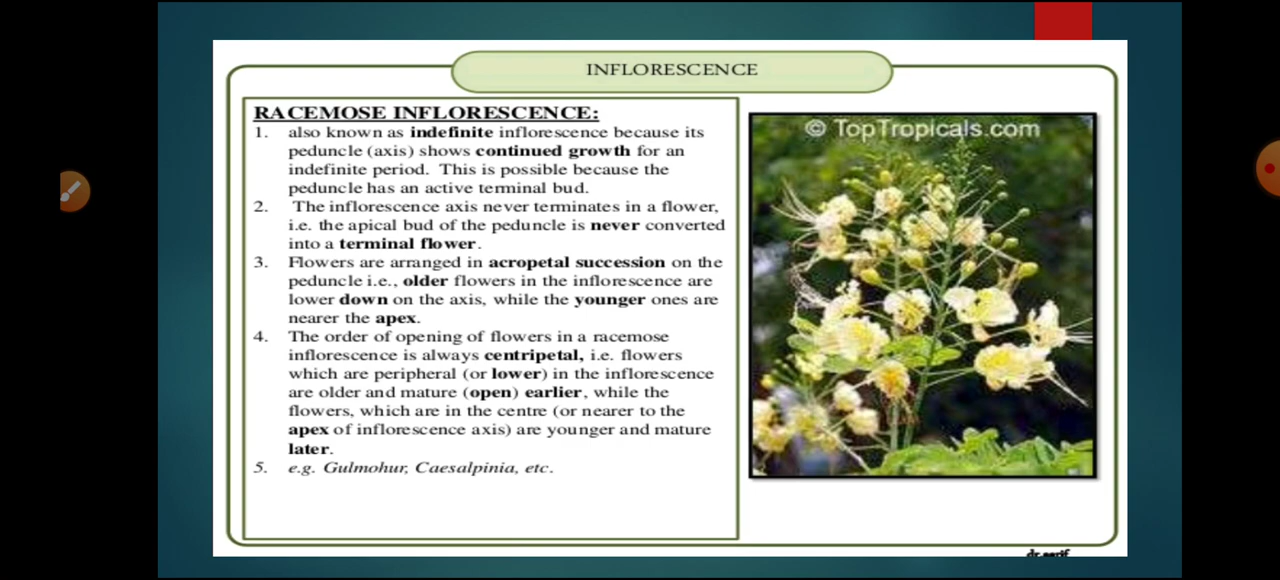 INFLORESCENCE
RACEMOSE INFLORESCENCE:
1. also known as indefinite inflorescence because its
peduncle (axis) shows continued growth for an
indefinite period. This is possible because the
peduncle has an active terminal bud.
2. The inflorescence axis never terminates in a flower,
i.e. the apical bud of the peduncle is never converted
into a terminal flower.
3. Flowers are arranged in acropetal succession on the
peduncle i.e., older flowers in the inflorescence are
lower down on the axis, while the younger ones are
nearer the apex.
4. The order of opening of flowers in a racemose
inflorescence is always centripetal, i.e. flowers
which are peripheral (or lower) in the inflorescence
are older and mature (open) earlier, while the
flowers, which are in the centre (or nearer to the
apex of inflorescence axis) are younger and mature
later.
5. e.g. Gulmohur, Caesalpinia, etc.
© TopTropicals.com